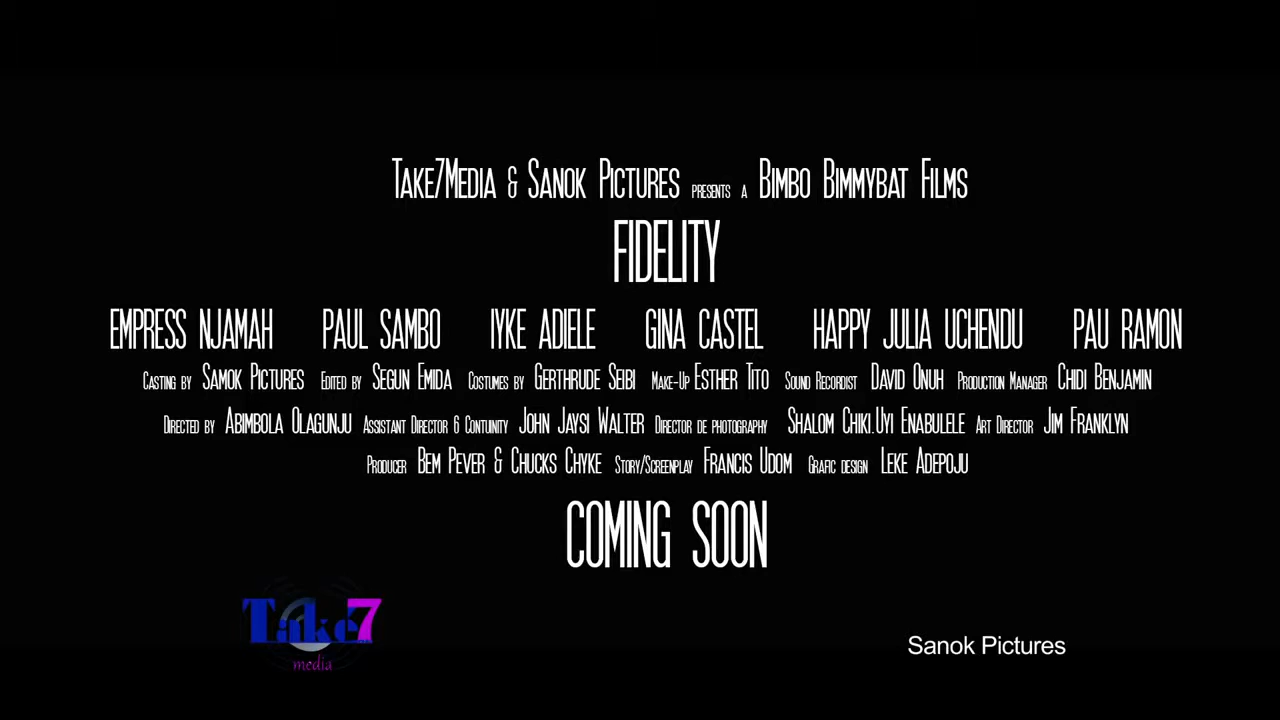 Take7Media & Sanok Pictures presents a Bimbo Bimmybat Films
FIDELITY
EMPRESS NJAMAH PAUL SAMBO IYKE ADIELE GINA CASTEL HAPPY JULIA UCHENDU PAU RAMON
Casting by Samok Pictures Edited by Segun Emida Costumes by Gerthrude Seibi Make-Up Esther Tito Sound Recordist David Onuh Production Manager Chidi Benjamin
Directed by Abimbola Olagunju Assistant Director & Contuinity John Jaysi Walter Director de photography Shalom Chiki.Uyi Enabulele Art Director Jim Franklyn
Producer Bem Pever & Chucks Chyke Story/Screenplay Francis Udom Grafic design Leke Adepoju
COMING SOON
Take7
media
Sanok Pictures